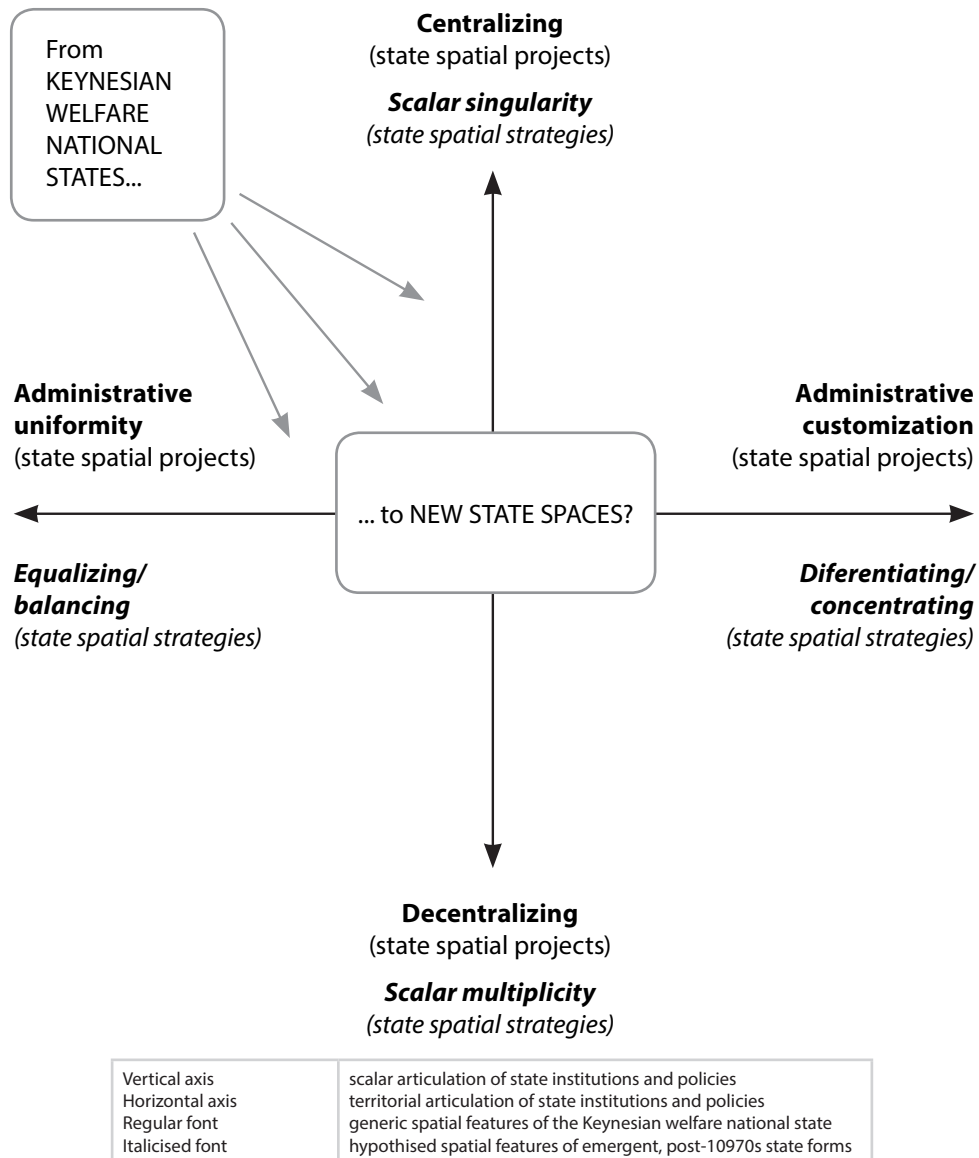 From
KEYNESIAN
WELFARE
NATIONAL
STATES...
Centralizing
(state spatial projects)
Scalar singularity
(state spatial strategies)
Administrative
uniformity
(state spatial projects)
Administrative
customization
(state spatial projects)
... to NEW STATE SPACES?
Equalizing/
balancing
(state spatial strategies)
Diferentiating/
concentrating
(state spatial strategies)
Decentralizing
(state spatial projects)
Scalar multiplicity
(state spatial strategies)
Vertical axis scalar articulation of state institutions and policies
Horizontal axis territorial articulation of state institutions and policies
Regular font generic spatial features of the Keynesian welfare national state
Italicised font hypothised spatial features of emergent, post-10970s state forms